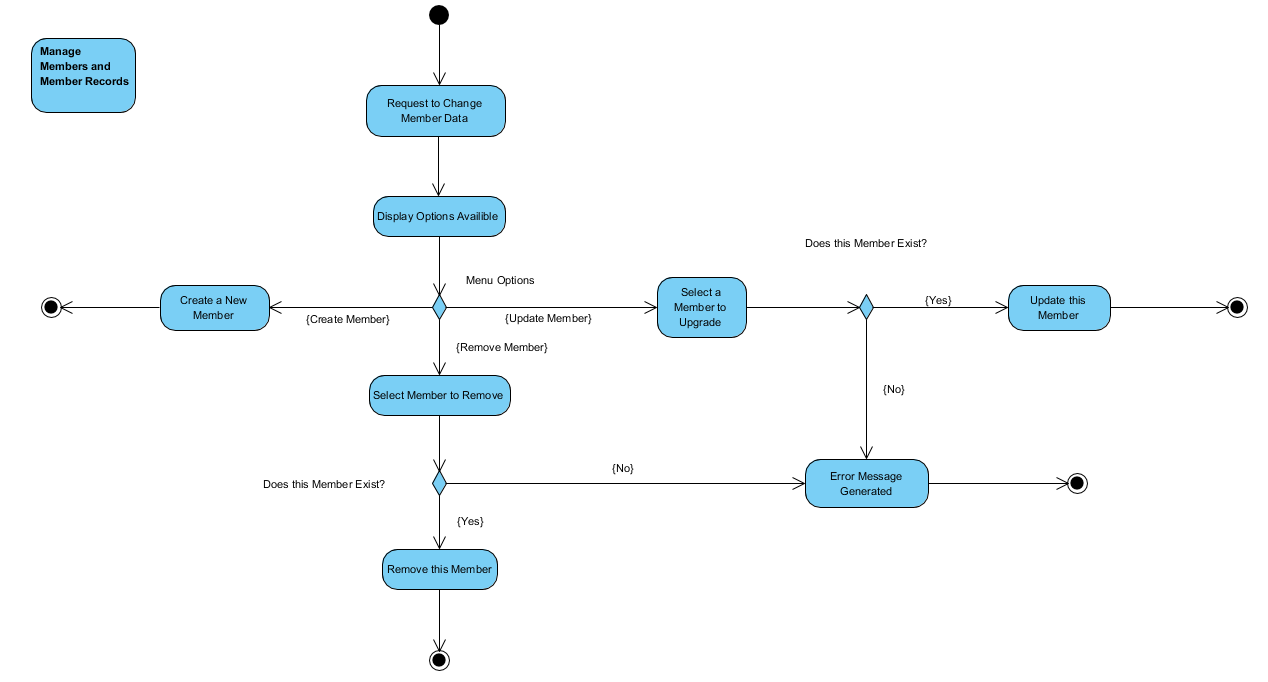 Manage
Members and
Member Records
Request to Change
Member Data
Display Options Availible
Does this Member Exist?
Menu Options
Create a New
Member
{Create Member}
{Update Member}
Select a
Member to
Upgrade
{Yes}
Update this
Member
{Remove Member}
Select Member to Remove
{No}
Does this Member Exist?
{No}
Error Message
Generated
{Yes}
Remove this Member